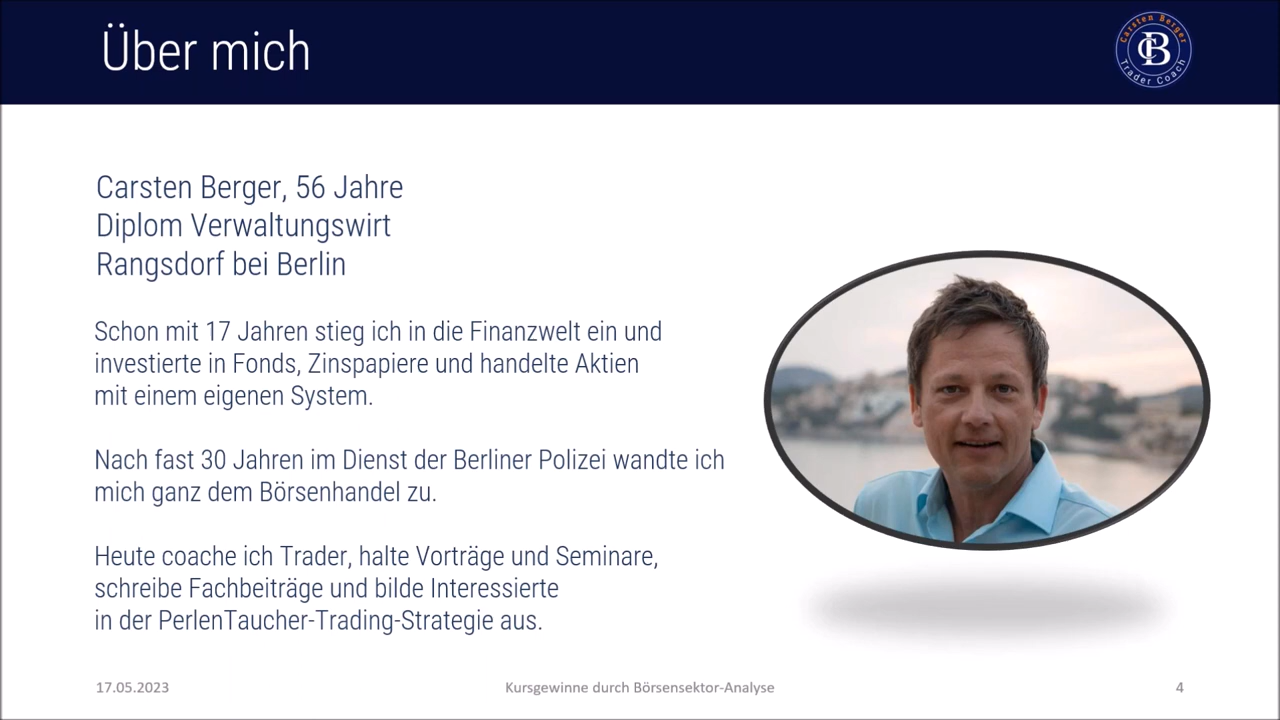 Über mich
Carsten Berger
CB
Trader Coach
Carsten Berger, 56 Jahre
Diplom Verwaltungswirt
Rangsdorf bei Berlin
Schon mit 17 Jahren stieg ich in die Finanzwelt ein und
investierte in Fonds, Zinspapiere und handelte Aktien
mit einem eigenen System.
Nach fast 30 Jahren im Dienst der Berliner Polizei wandte ich
mich ganz dem Börsenhandel zu.
Heute coache ich Trader, halte Vorträge und Seminare,
schreibe Fachbeiträge und bilde Interessierte
in der PerlenTaucher-Trading-Strategie aus.
17.05.2023
Kursgewinne durch Börsensektor-Analyse
4